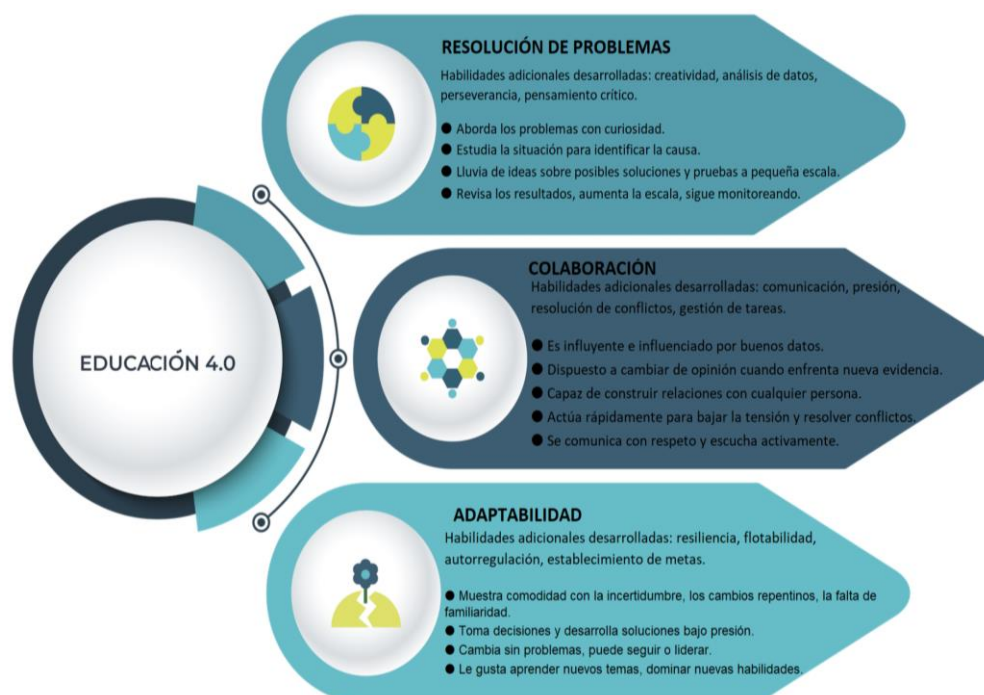 EDUCACIÓN 4.0
RESOLUCIÓN DE PROBLEMAS
Habilidades adicionales desarrolladas: creatividad, análisis de datos,
perseverancia, pensamiento crítico.
● Aborda los problemas con curiosidad.
● Estudia la situación para identificar la causa.
● Lluvia de ideas sobre posibles soluciones y pruebas a pequeña escala.
● Revisa los resultados, aumenta la escala, sigue monitoreando.
COLABORACIÓN
Habilidades adicionales desarrolladas: comunicación, presión,
resolución de conflictos, gestión de tareas.
● Es influyente e influenciado por buenos datos.
● Dispuesto a cambiar de opinión cuando enfrenta nueva evidencia.
● Capaz de construir relaciones con cualquier persona.
● Actúa rápidamente para bajar la tensión y resolver conflictos.
● Se comunica con respeto y escucha activamente.
ADAPTABILIDAD
Habilidades adicionales desarrolladas: resiliencia, flotabilidad,
autorregulación, establecimiento de metas.
● Muestra comodidad con la incertidumbre, los cambios repentinos, la falta de
familiaridad.
● Toma decisiones y desarrolla soluciones bajo presión.
● Cambia sin problemas, puede seguir o liderar.
● Le gusta aprender nuevos temas, dominar nuevas habilidades.